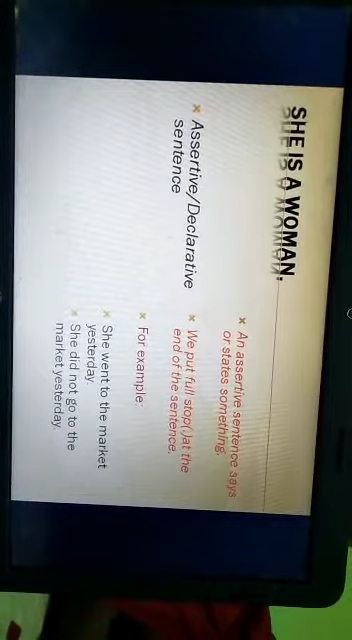 SHE IS A WOMAN.
Assertive/Declarative
sentence
An assertive sentence says
or states something.
We put full stop(.)at the
end of the sentence.
For example:
She went to the market
yesterday.
She did not go to the
market yesterday.